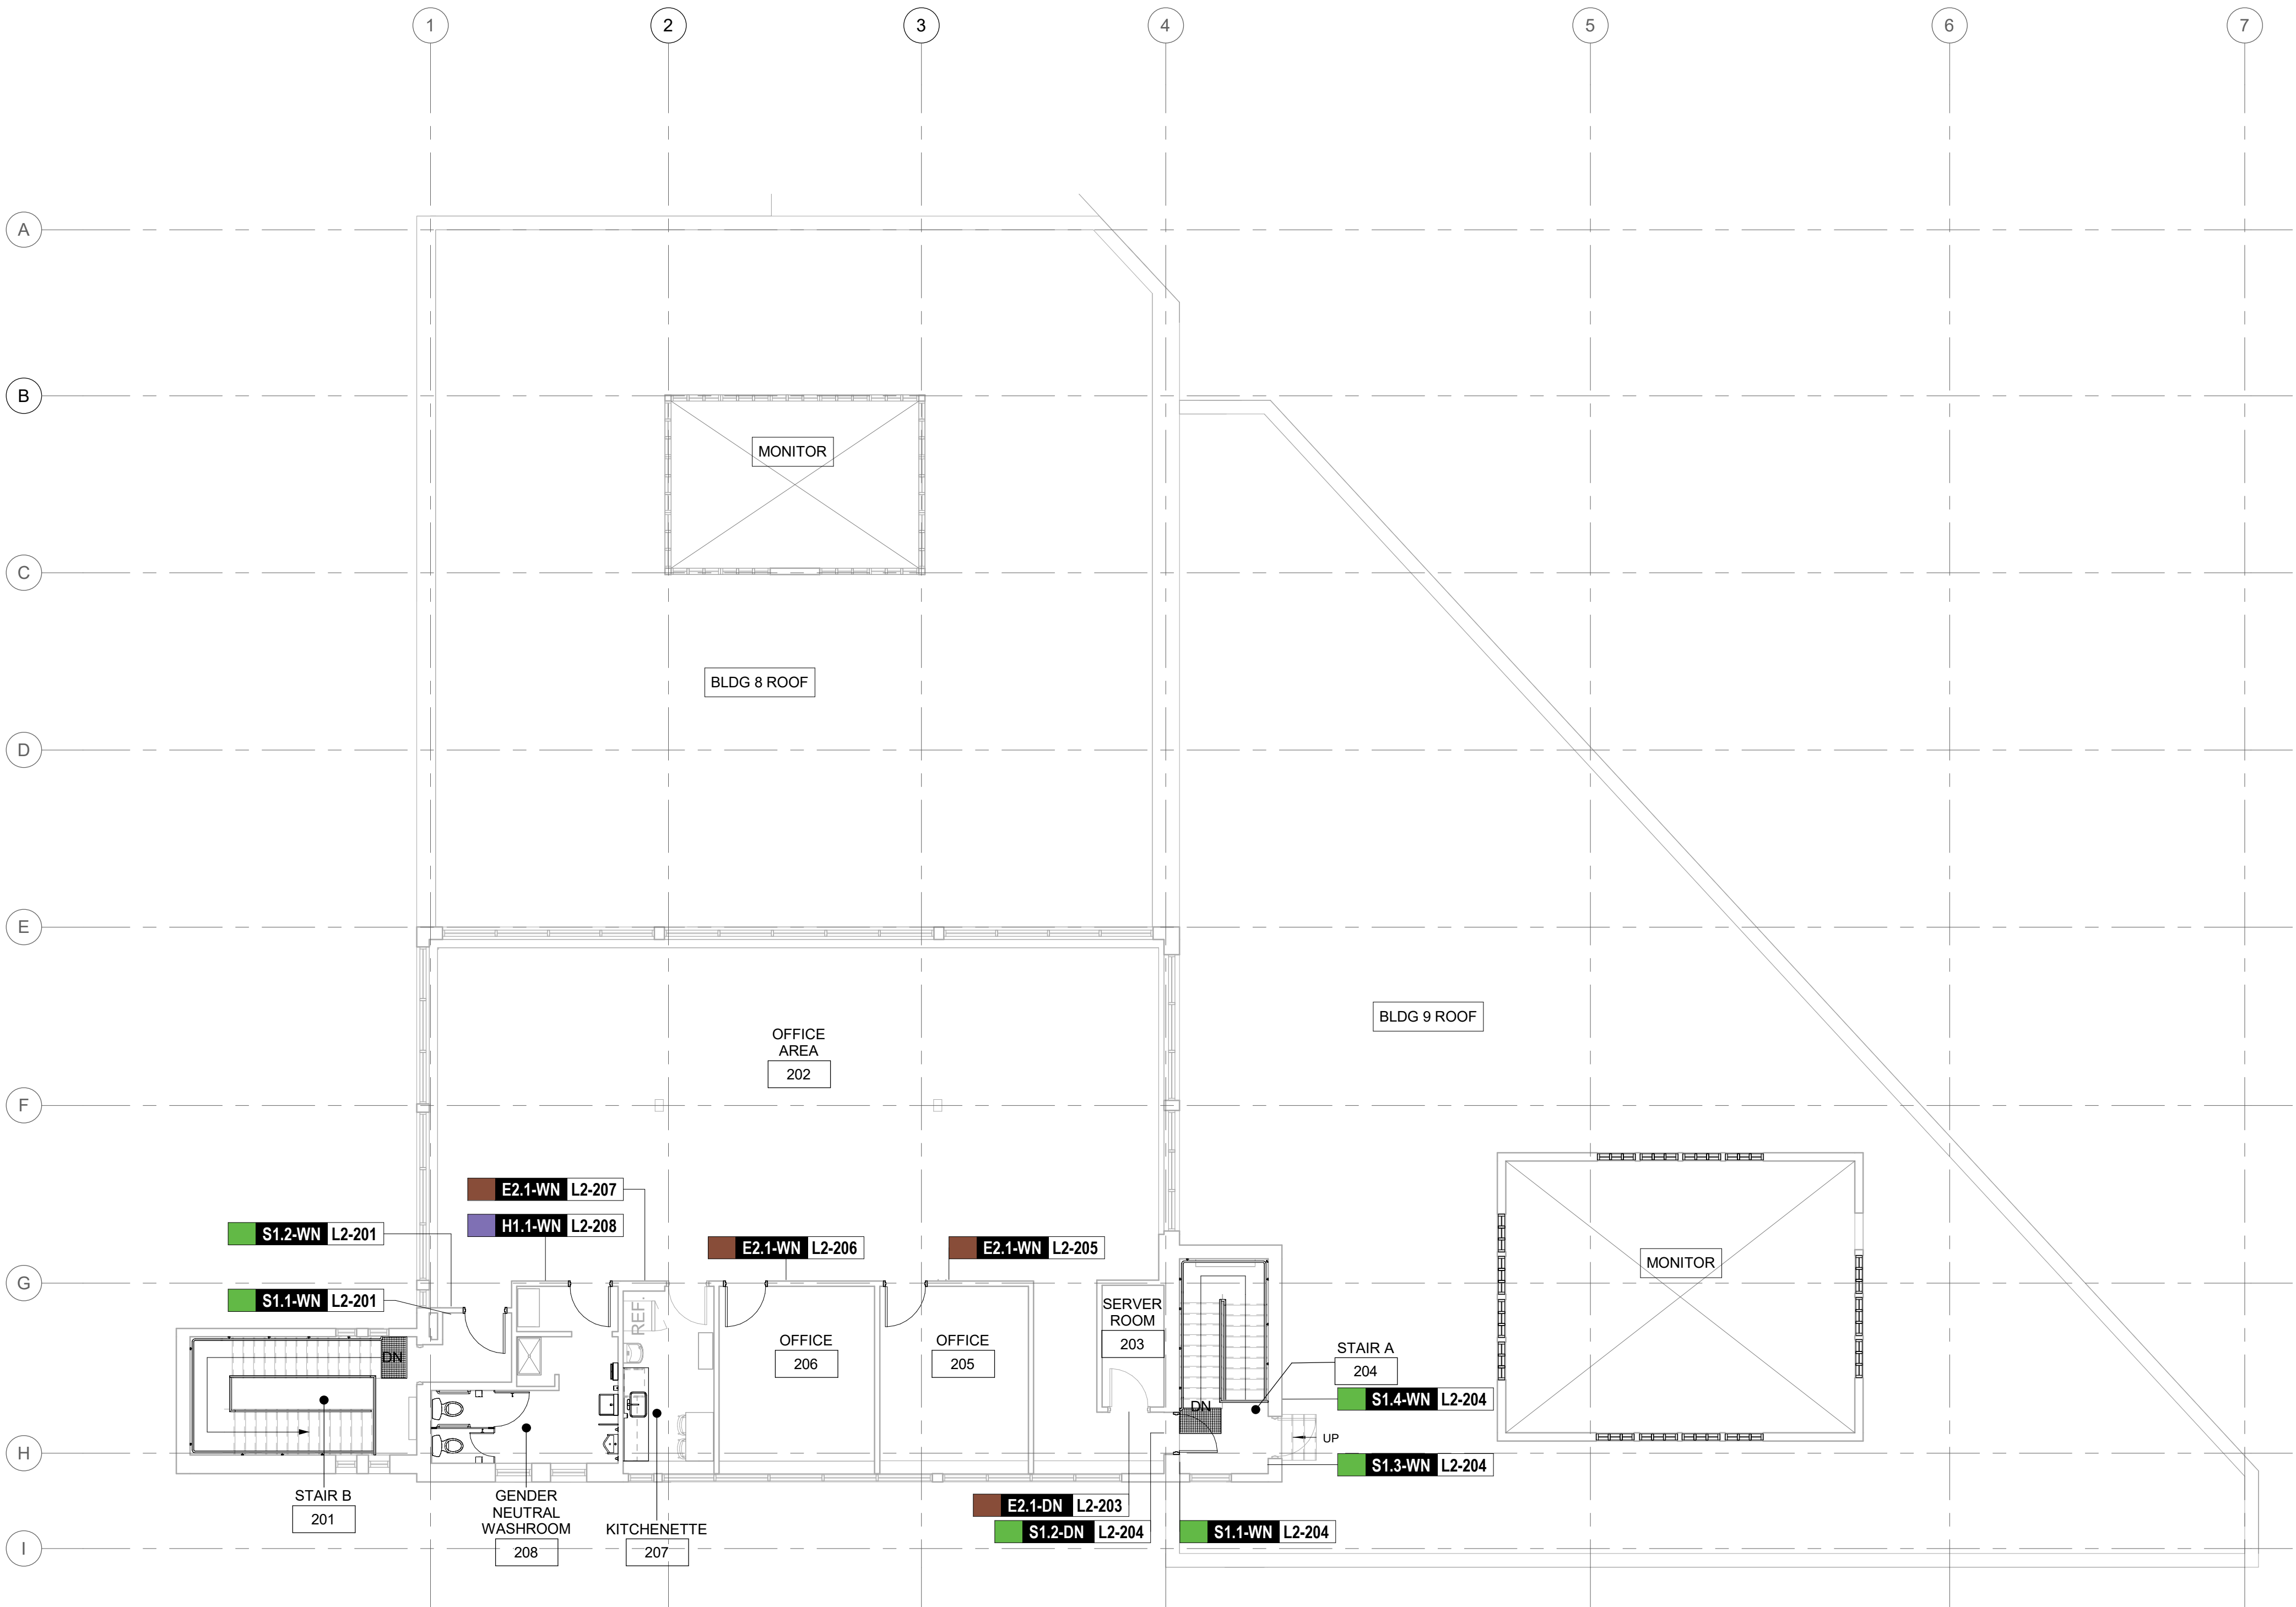 1
2
3
4
5
6
7
A
B
MONITOR
C
BLDG 8 ROOF
D
E
BLDG 9 ROOF
OFFICE
AREA
202
F
E2.1-WN L2-207
H1.1-WN L2-208
S1.2-WN L2-201
E2.1-WN L2-206
E2.1-WN L2-205
MONITOR
G
S1.1-WN L2-201
REF.
SERVER
ROOM
203
OFFICE
206
OFFICE
205
DN
STAIR A
204
S1.4-WN L2-204
DN
UP
H
S1.3-WN L2-204
STAIR B
201
GENDER
NEUTRAL
WASHROOM
208
KITCHENETTE
207
E2.1-DN L2-203
S1.2-DN L2-204
S1.1-WN L2-204
I